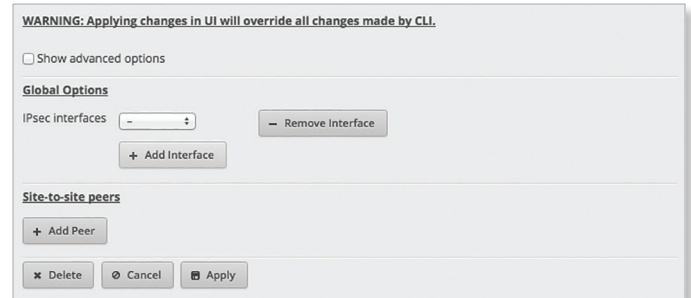 WARNING: Applying changes in UI will override all changes made by CLI.
Show advanced options
Global Options
IPsec interfaces - − Remove Interface
+ Add Interface
Site-to-site peers
+ Add Peer
Delete Cancel Apply